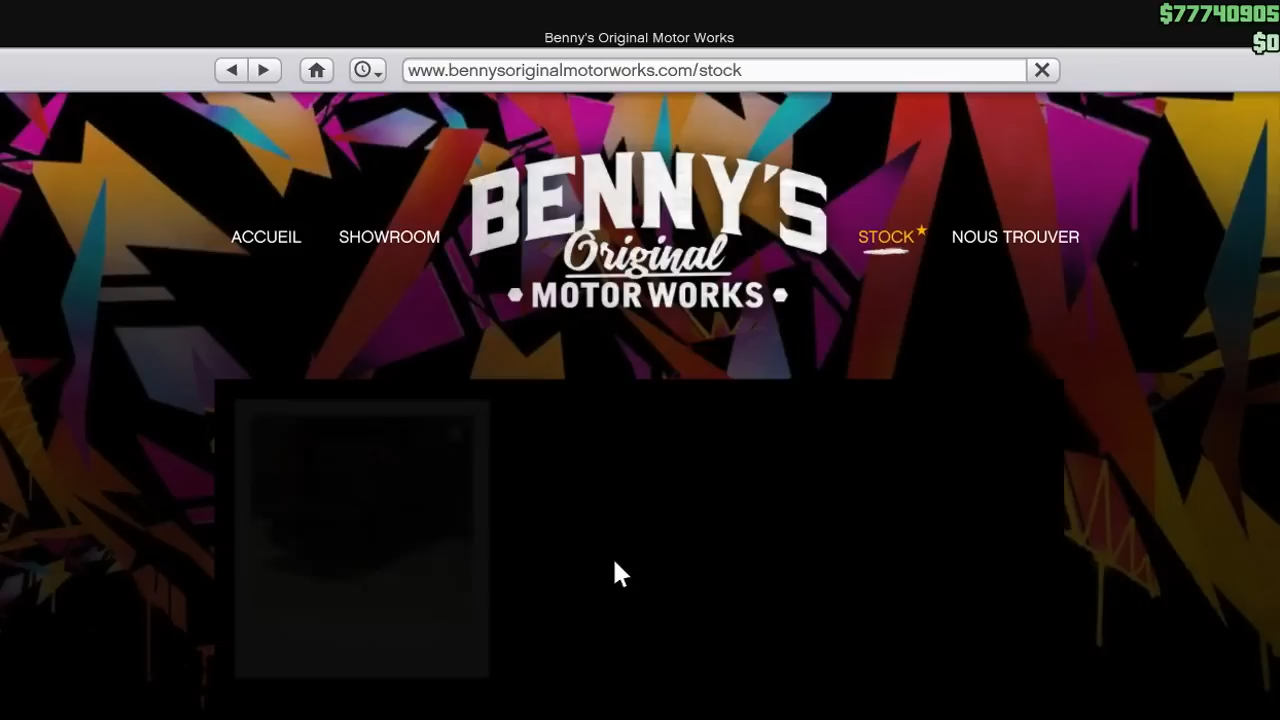 $77740905
Benny's Original Motor Works
$0
www.bennysoriginalmotorworks.com/stock
BENNY'S
Original
MOTOR WORKS
ACCUEIL
SHOWROOM
STOCK
NOUS TROUVER